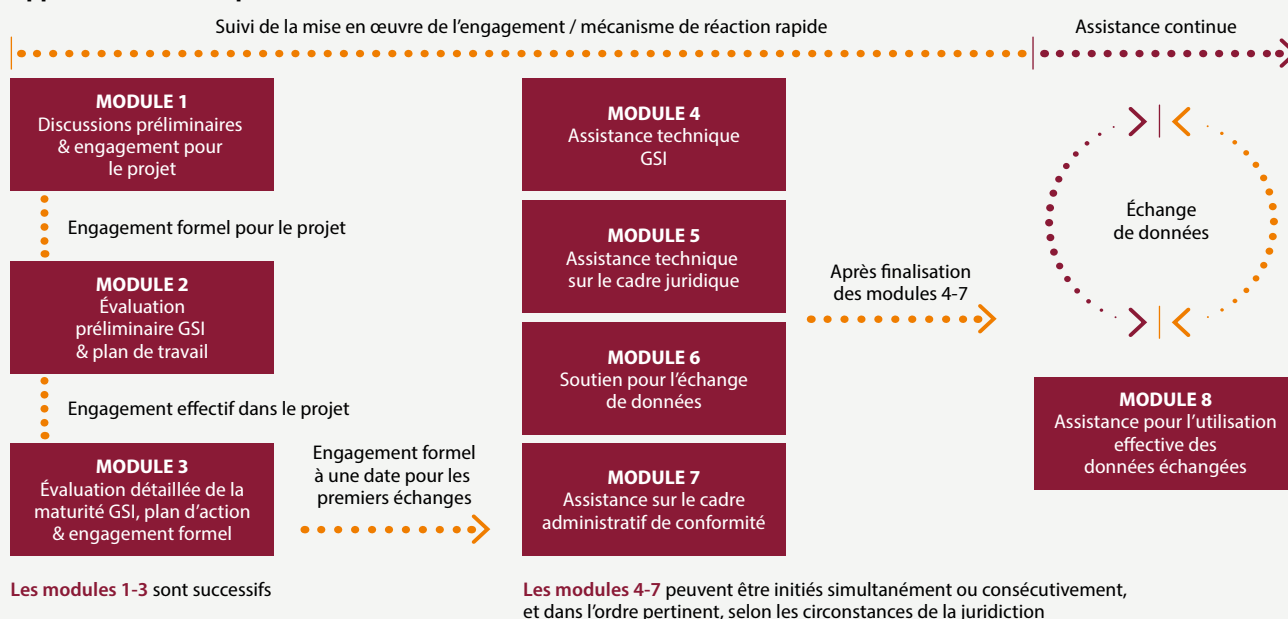 Suivi de la mise en œuvre de l’engagement / mécanisme de réaction rapide
Assistance continue
MODULE 1
Discussions préliminaires
& engagement pour
le projet
Engagement formel pour le projet
MODULE 2
Évaluation
préliminaire GSI
& plan de travail
Engagement effectif dans le projet
MODULE 3
Évaluation détaillée de la
maturité GSI, plan d’action
& engagement formel
Les modules 1-3 sont successifs
Engagement formel
à une date pour les
premiers échanges
MODULE 4
Assistance technique
GSI
MODULE 5
Assistance technique
sur le cadre juridique
MODULE 6
Soutien pour l’échange
de données
MODULE 7
Assistance sur le cadre
administratif de conformité
Les modules 4-7 peuvent être initiés simultanément ou consécutivement,
et dans l’ordre pertinent, selon les circonstances de la juridiction
Après finalisation
des modules 4-7
Échange
de données
MODULE 8
Assistance pour l’utilisation
effective des
données échangées